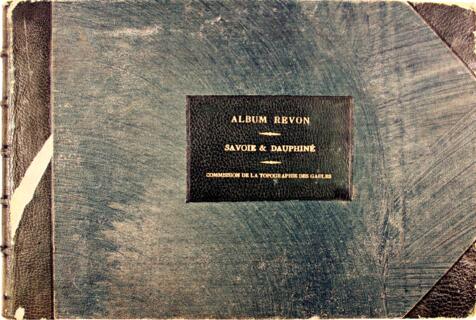 ALBUM REVON
SAVOIE & DAUPHINÉ
COMMISSION DE LA TOPOGRAPHIE DES GAULES